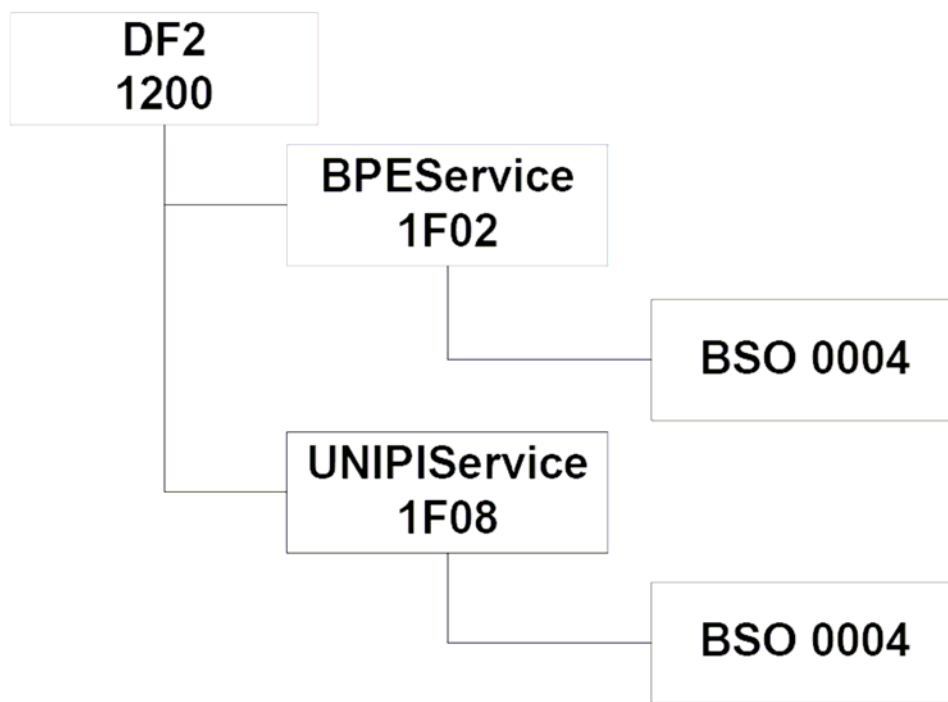 DF2
1200
BPEService
1F02
BSO 0004
UNIPIService
1F08
BSO 0004